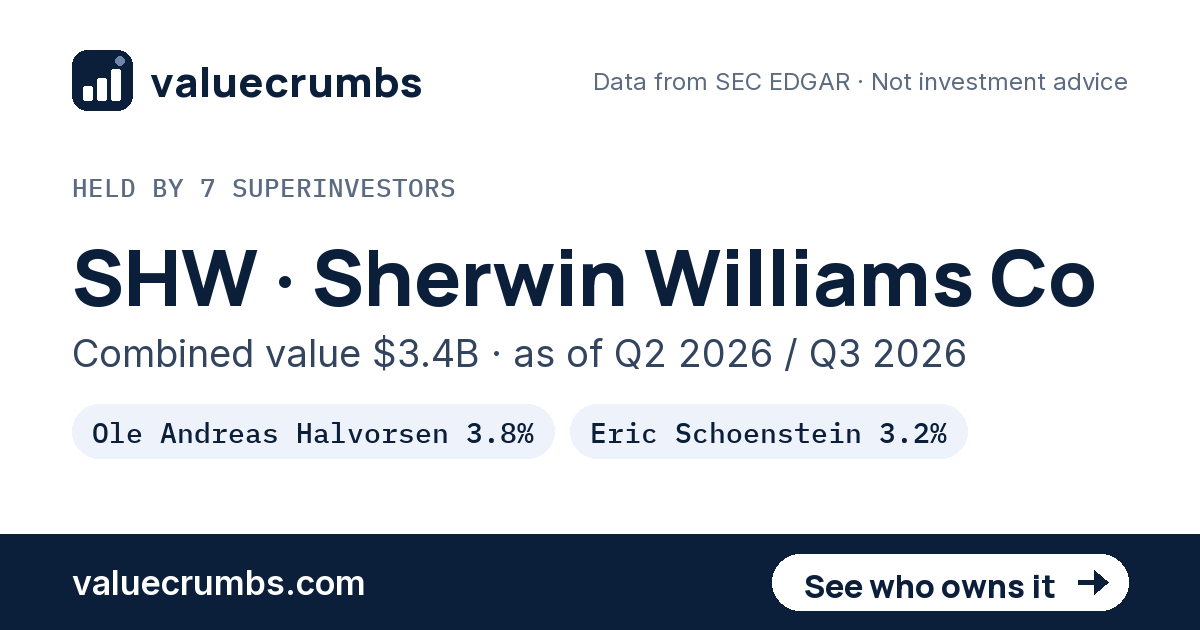 valuecrumbs
Data from SEC EDGAR · Not investment advice
HELD BY 7 SUPERINVESTORS
SHW · Sherwin Williams Co
Combined value $3.4B · as of Q2 2026 / Q3 2026
Ole Andreas Halvorsen 3.8%
Eric Schoenstein 3.2%
valuecrumbs.com
See who owns it →